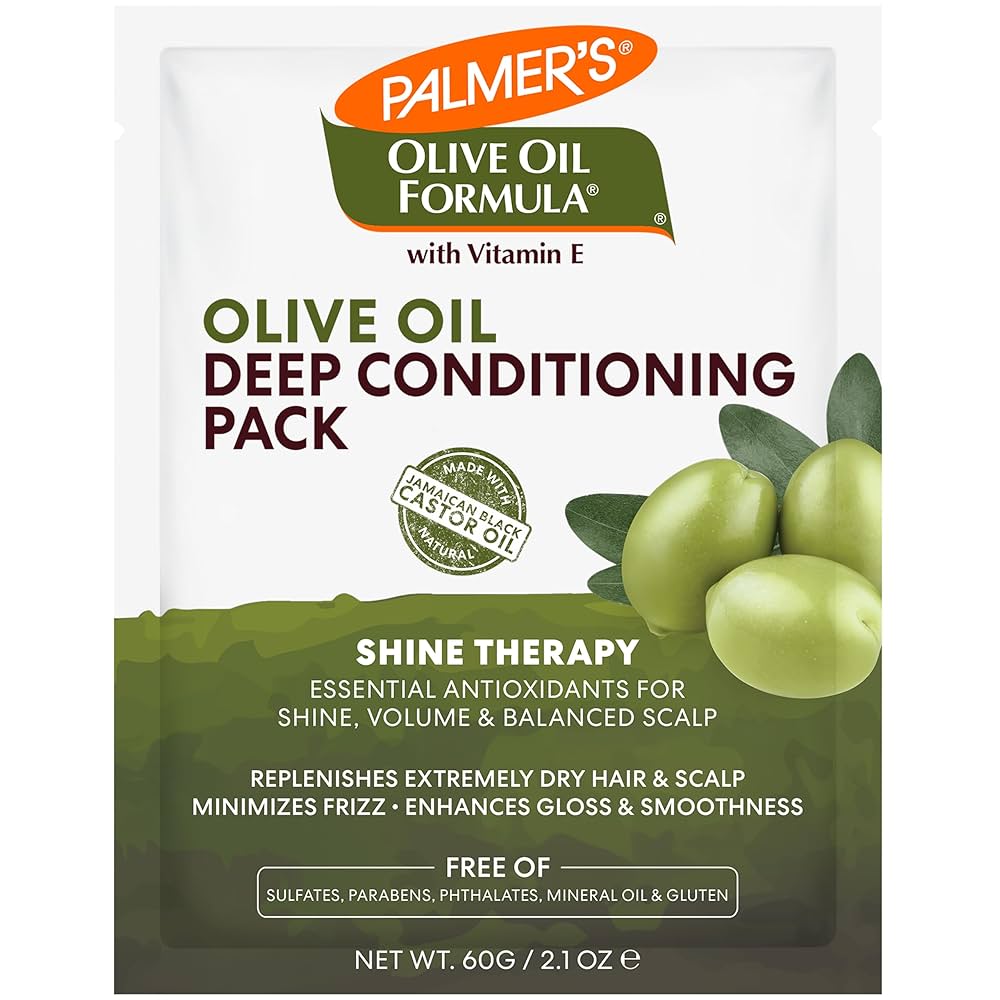 PALMER'S®
OLIVE OIL
FORMULA®
®
with Vitamin E
OLIVE OIL
DEEP CONDITIONING
PACK
MADE WITH
JAMAICAN BLACK
CASTOR OIL
NATURAL
SHINE THERAPY
ESSENTIAL ANTIOXIDANTS FOR
SHINE, VOLUME & BALANCED SCALP
REPLENISHES EXTREMELY DRY HAIR & SCALP
MINIMIZES FRIZZ • ENHANCES GLOSS & SMOOTHNESS
FREE OF
SULFATES, PARABENS, PHTHALATES, MINERAL OIL & GLUTEN
NET WT. 60G / 2.1 OZ ℮